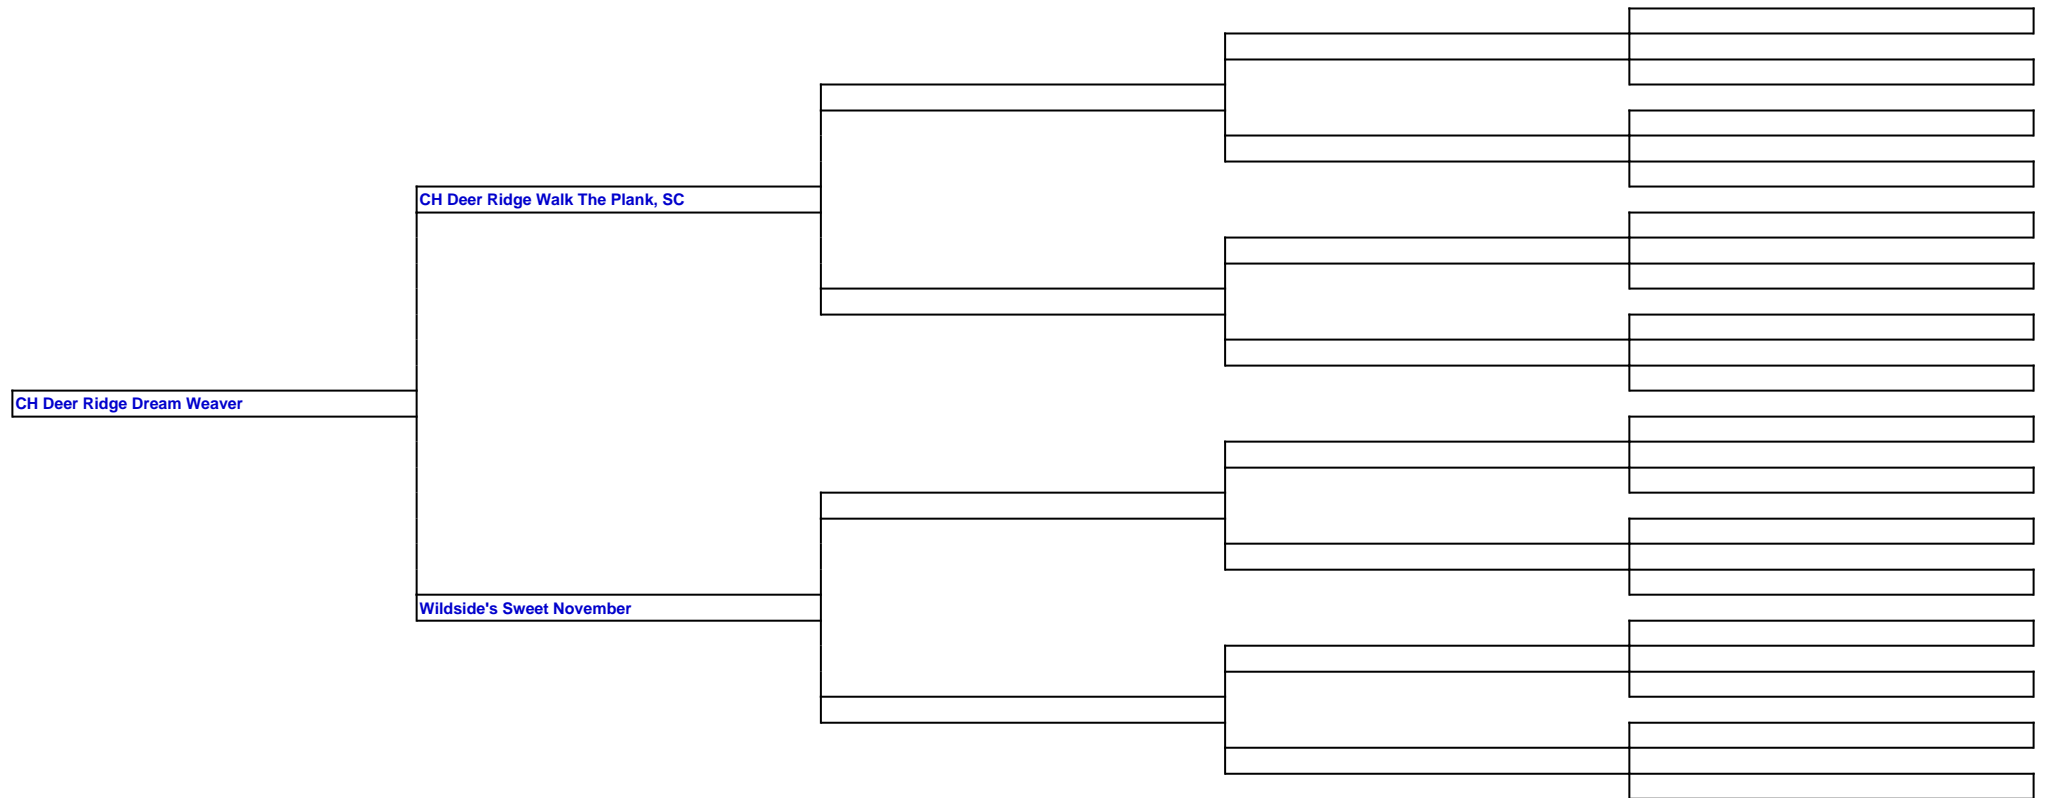 CH Deer Ridge Walk The Plank, SC
CH Deer Ridge Dream Weaver
Wildside's Sweet November